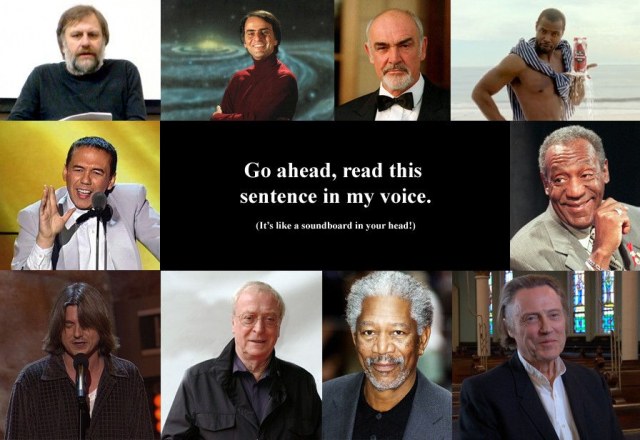 Go ahead, read this
sentence in my voice.
(It's like a soundboard in your head!)